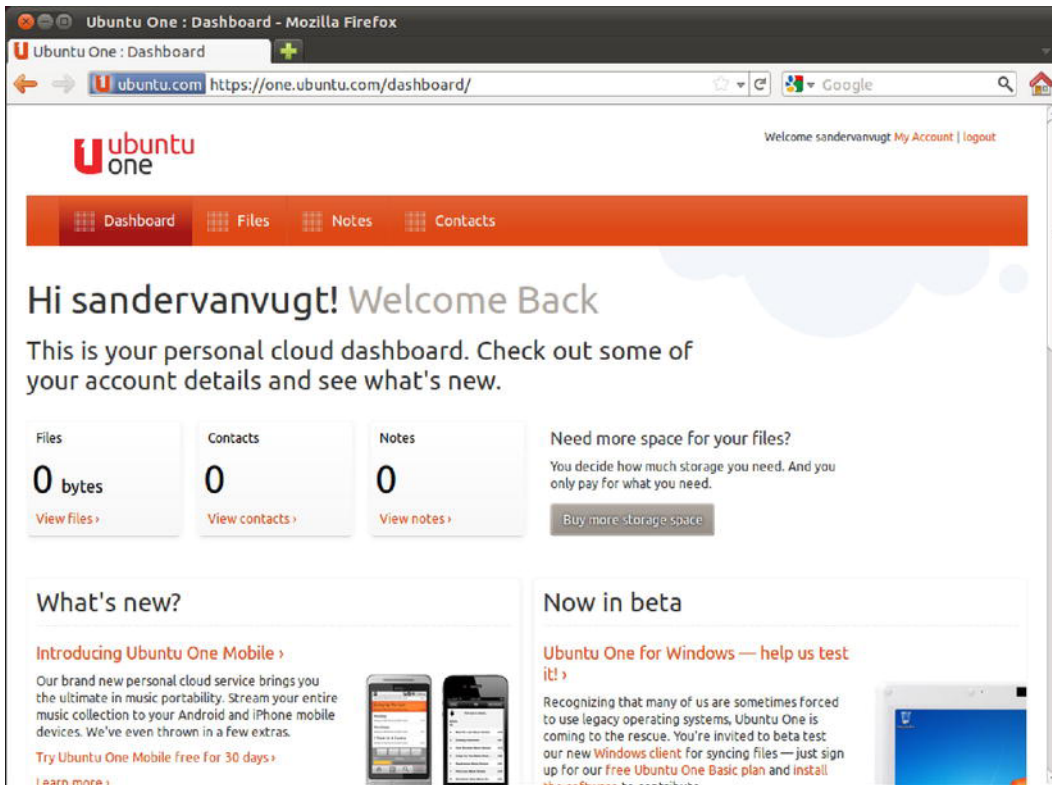 Ubuntu One : Dashboard - Mozilla Firefox
Ubuntu One : Dashboard
ubuntu.com https://one.ubuntu.com/dashboard/
Google
ubuntu
one
Welcome sandervanvugt My Account | logout
Dashboard Files Notes Contacts
Hi sandervanvugt! Welcome Back
This is your personal cloud dashboard. Check out some of
your account details and see what's new.
Files
0 bytes
View files ›
Contacts
0
View contacts ›
Notes
0
View notes ›
Need more space for your files?
You decide how much storage you need. And you
only pay for what you need.
Buy more storage space
What's new?
Introducing Ubuntu One Mobile ›
Our brand new personal cloud service brings you
the ultimate in music portability. Stream your entire
music collection to your Android and iPhone mobile
devices. We've even thrown in a few extras.
Try Ubuntu One Mobile free for 30 days ›
Learn more ›
Now in beta
Ubuntu One for Windows — help us test
it! ›
Recognizing that many of us are sometimes forced
to use legacy operating systems, Ubuntu One is
coming to the rescue. You're invited to beta test
our new Windows client for syncing files — just sign
up for our free Ubuntu One Basic plan and install
the software to contribute